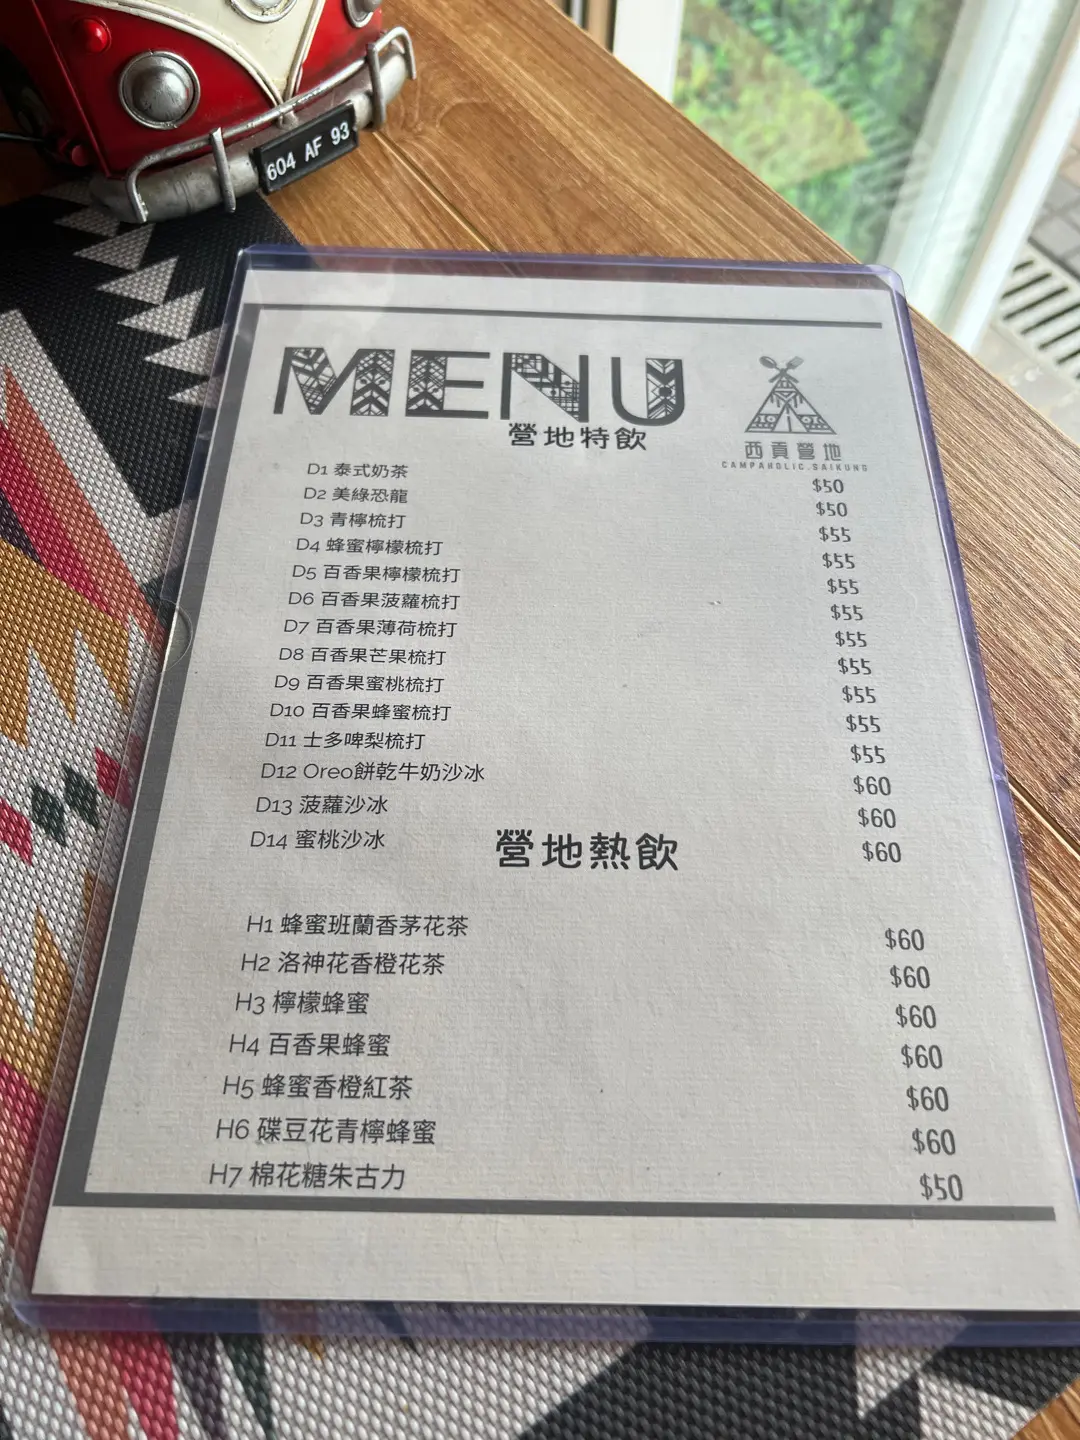 604 AF 93
MENU
營地特飲
西貢營地
CAMPAHOLIC.SAIKUNG
D1 泰式奶茶 $50
D2 美綠恐龍 $50
D3 青檸梳打 $55
D4 蜂蜜檸檬梳打 $55
D5 百香果檸檬梳打 $55
D6 百香果菠蘿梳打 $55
D7 百香果薄荷梳打 $55
D8 百香果芒果梳打 $55
D9 百香果蜜桃梳打 $55
D10 百香果蜂蜜梳打 $55
D11 士多啤梨梳打 $55
D12 Oreo餅乾牛奶沙冰 $60
D13 菠蘿沙冰 $60
D14 蜜桃沙冰 $60
營地熱飲
H1 蜂蜜班蘭香茅花茶 $60
H2 洛神花香橙花茶 $60
H3 檸檬蜂蜜 $60
H4 百香果蜂蜜 $60
H5 蜂蜜香橙紅茶 $60
H6 碟豆花青檸蜂蜜 $60
H7 棉花糖朱古力 $50